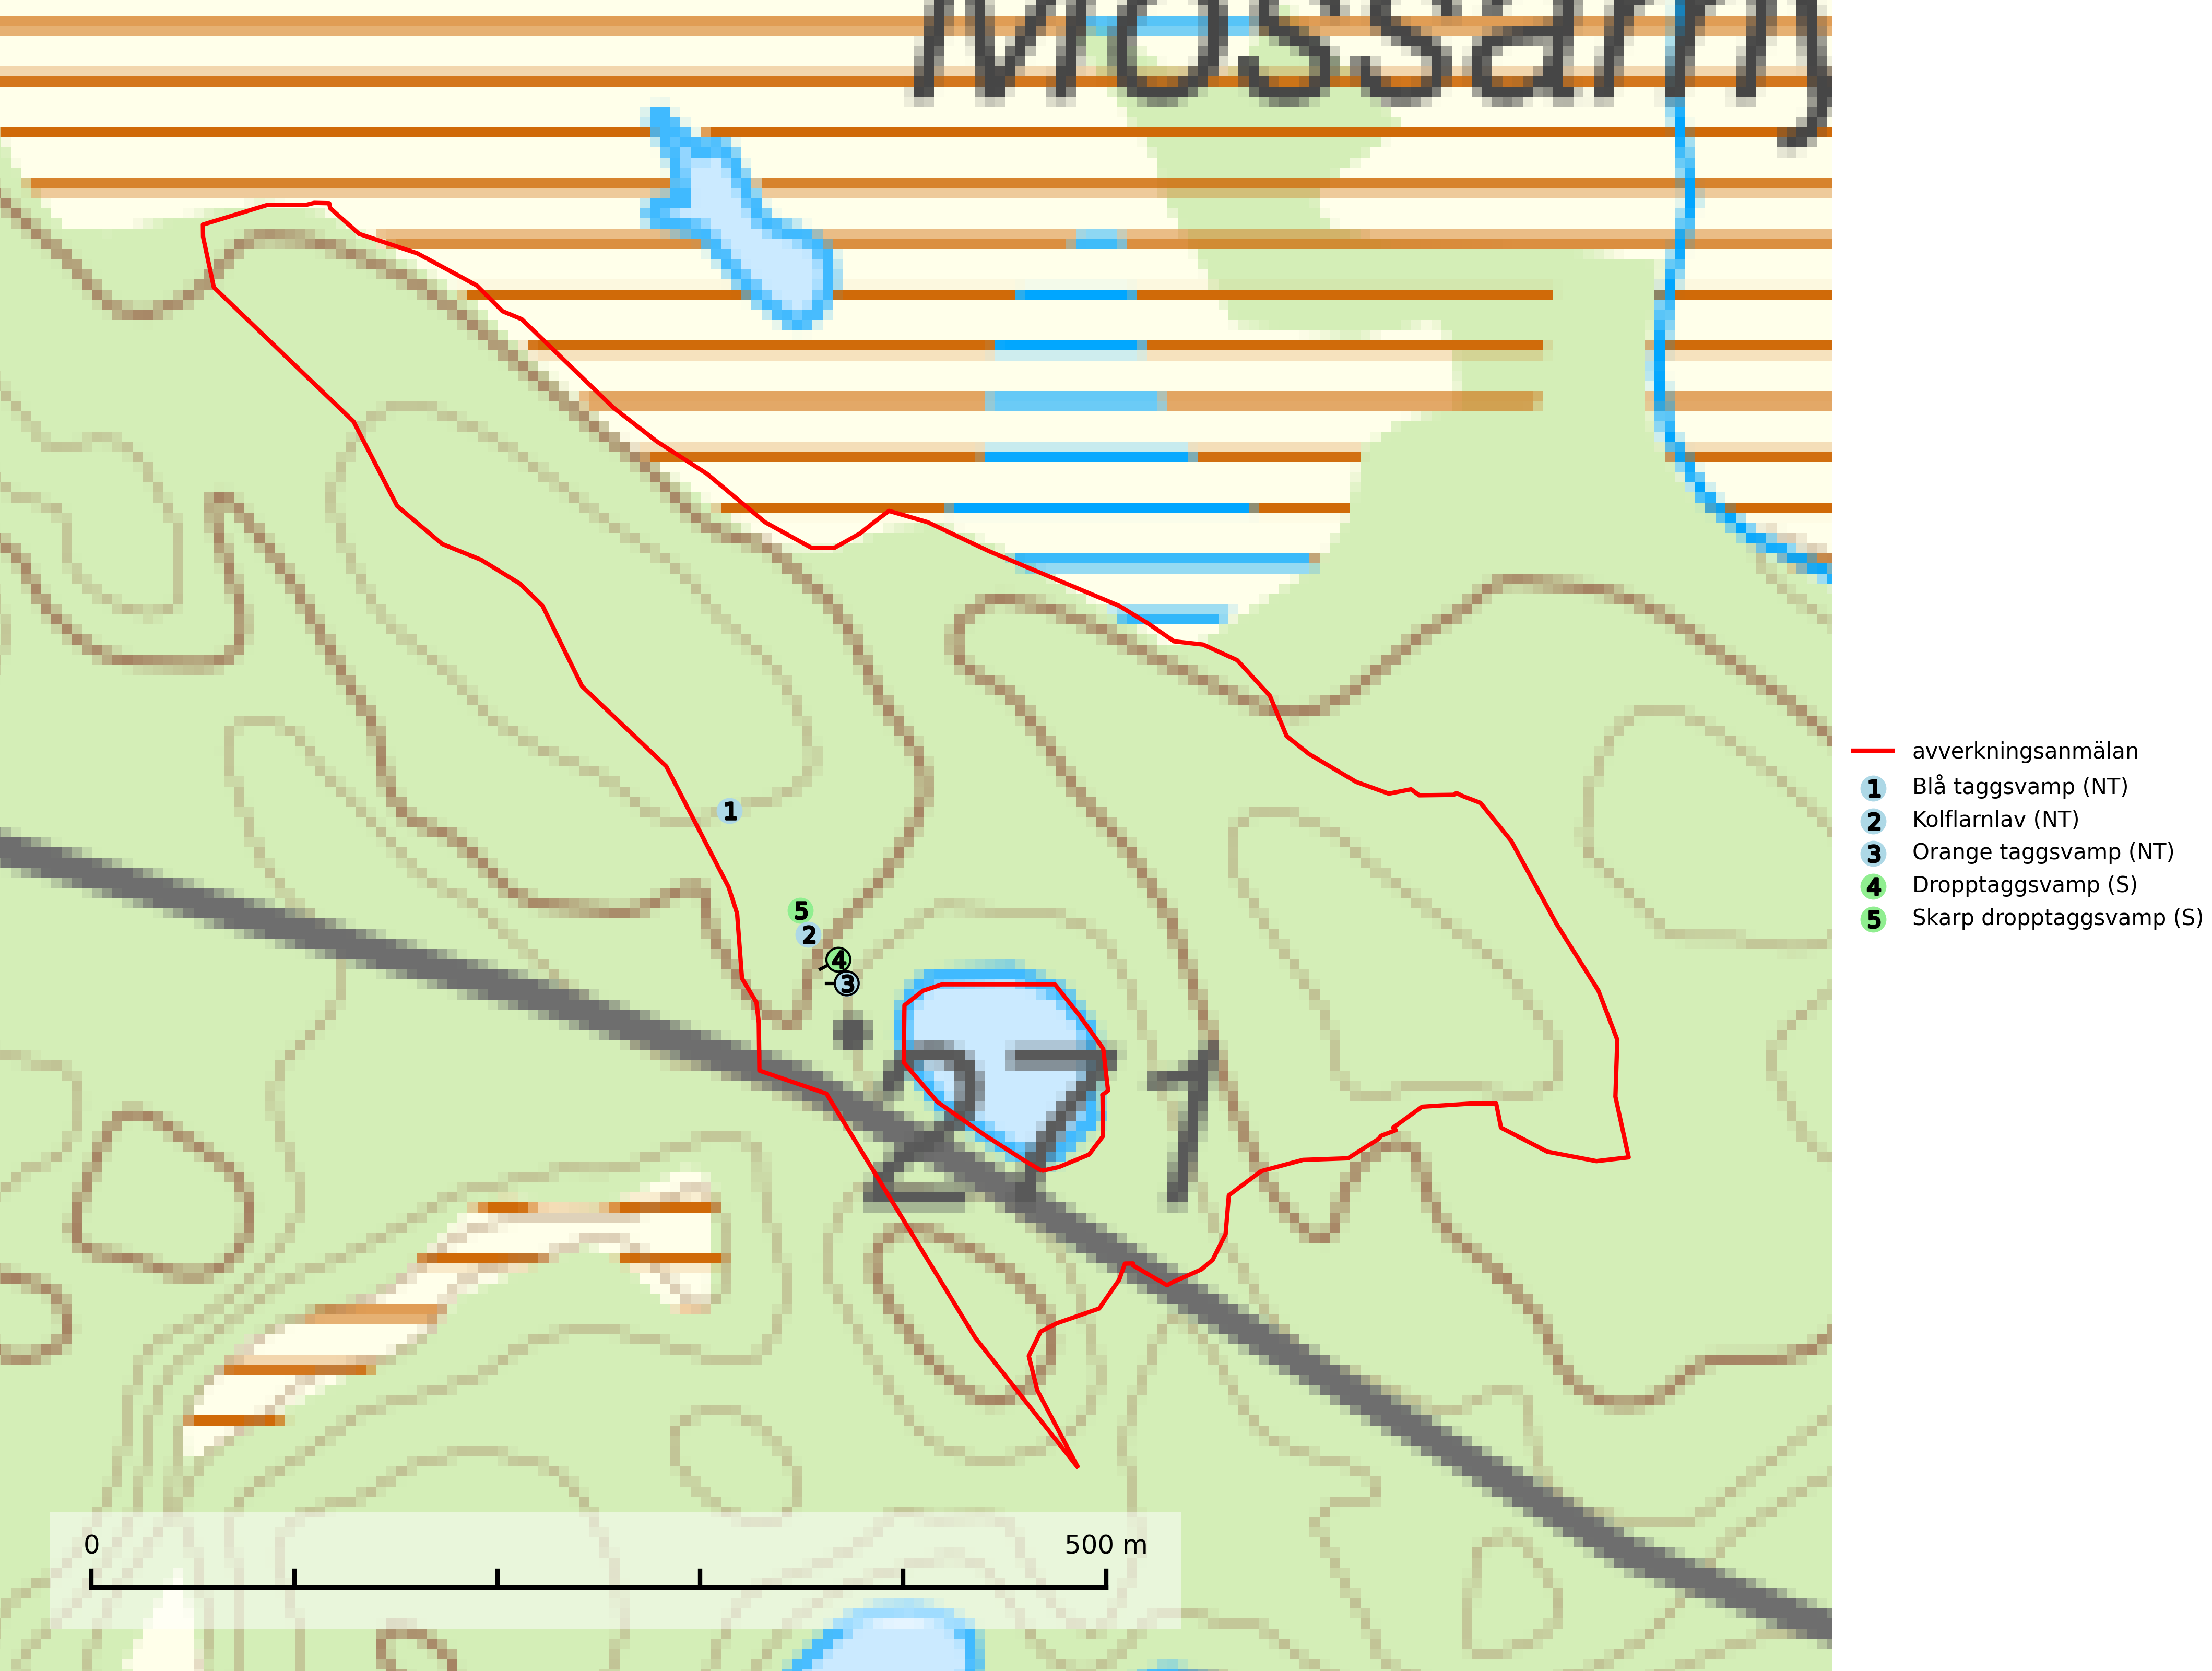 avverkningsanmälan
1 Blå taggsvamp (NT)
2 Kolflarnlav (NT)
3 Orange taggsvamp (NT)
4 Dropptaggsvamp (S)
5 Skarp dropptaggsvamp (S)
1
5
2
4
3
271
0 500 m